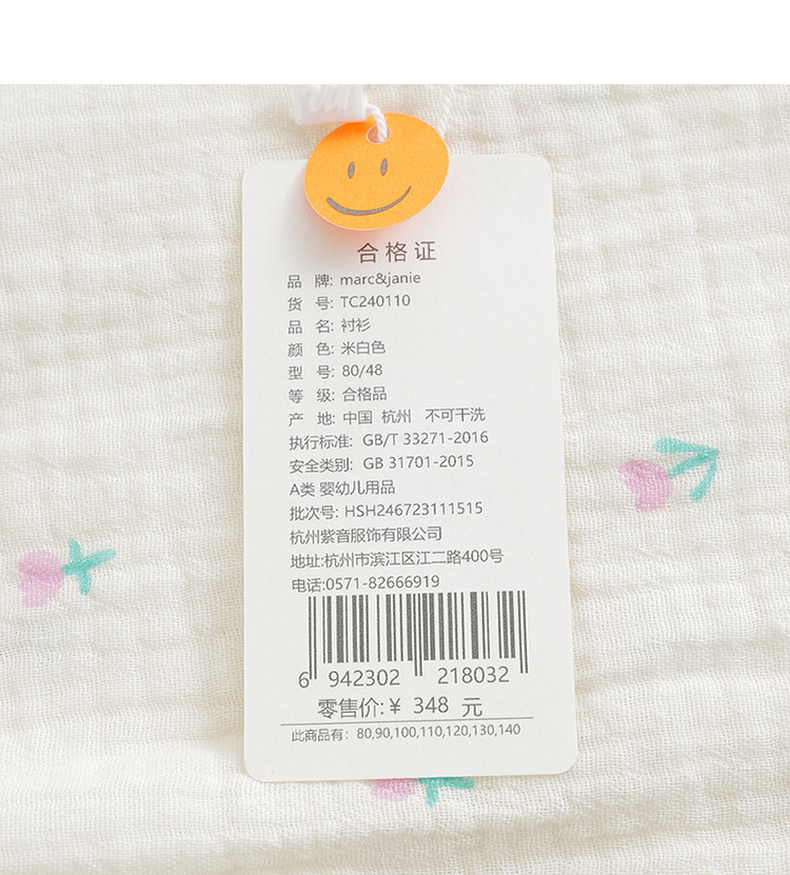 合格证
品 牌: marc&janie
货 号: TC240110
品 名: 衬衫
颜 色: 米白色
型 号: 80/48
等 级: 合格品
产 地: 中国 杭州 不可干洗
执行标准: GB/T 33271-2016
安全类别: GB 31701-2015
A类 婴幼儿用品
批次号: HSH246723111515
杭州紫音服饰有限公司
地址:杭州市滨江区江二路400号
电话:0571-82666919
6 942302 218032
零售价:¥ 348 元
此商品有: 80,90,100,110,120,130,140